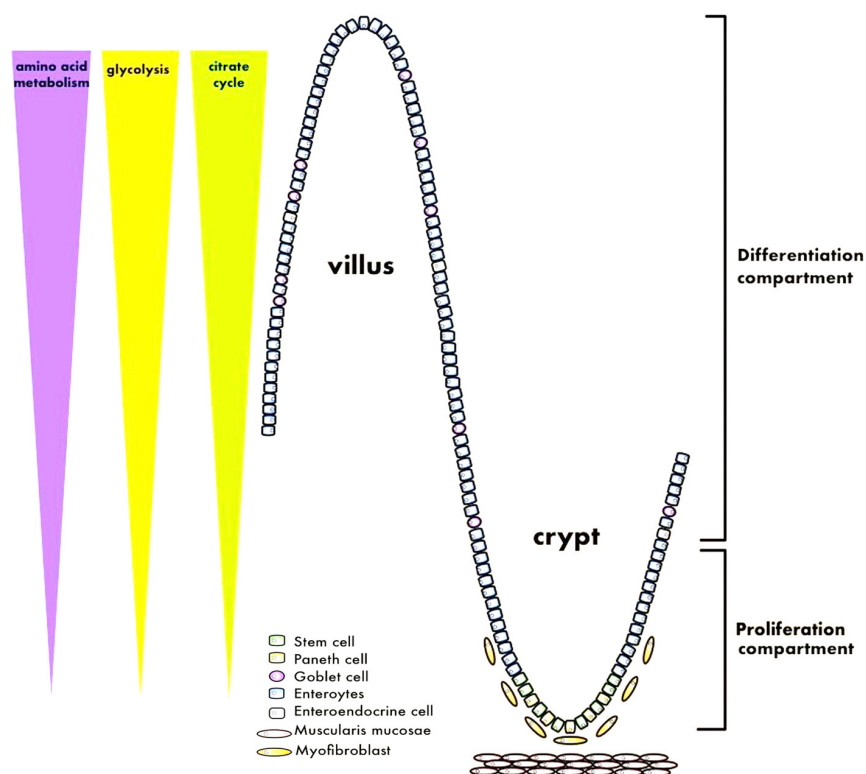 amino acid
metabolism
glycolysis
citrate
cycle
villus
Differentiation
compartment
crypt
Proliferation
compartment
Stem cell
Paneth cell
Goblet cell
Enteroytes
Enteroendocrine cell
Muscularis mucosae
Myofibroblast